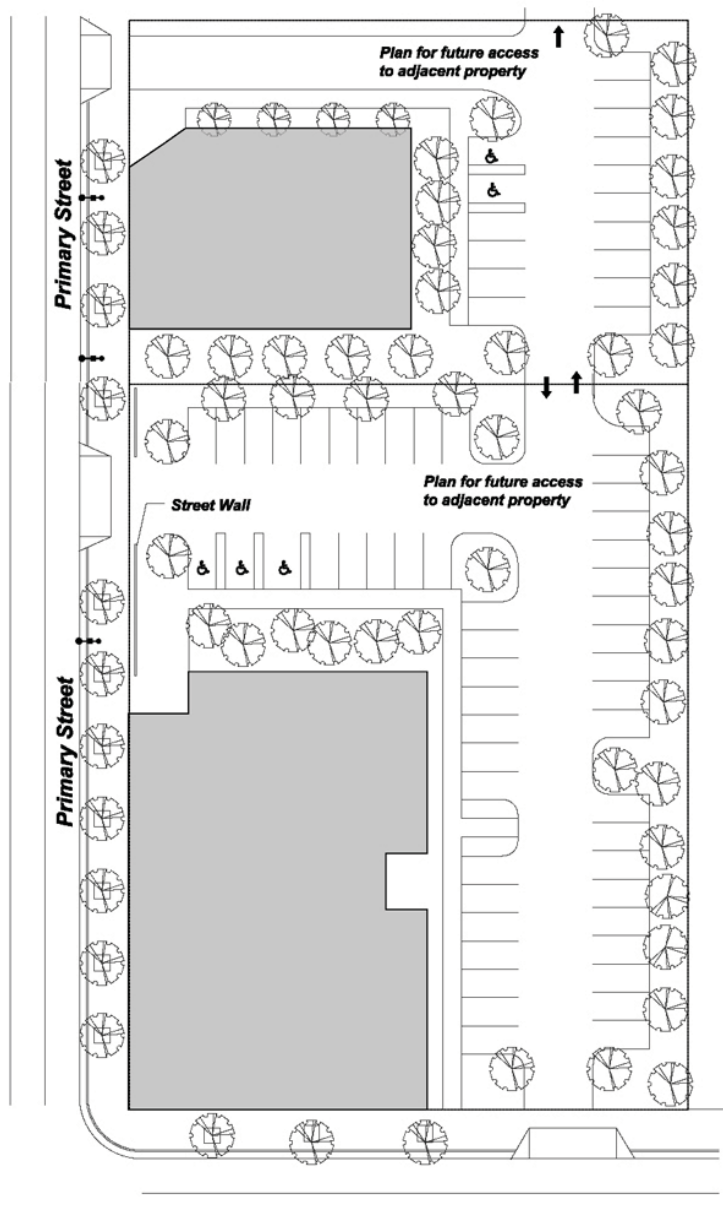 Plan for future access
to adjacent property
Primary Street
Plan for future access
to adjacent property
Street Wall
Primary Street